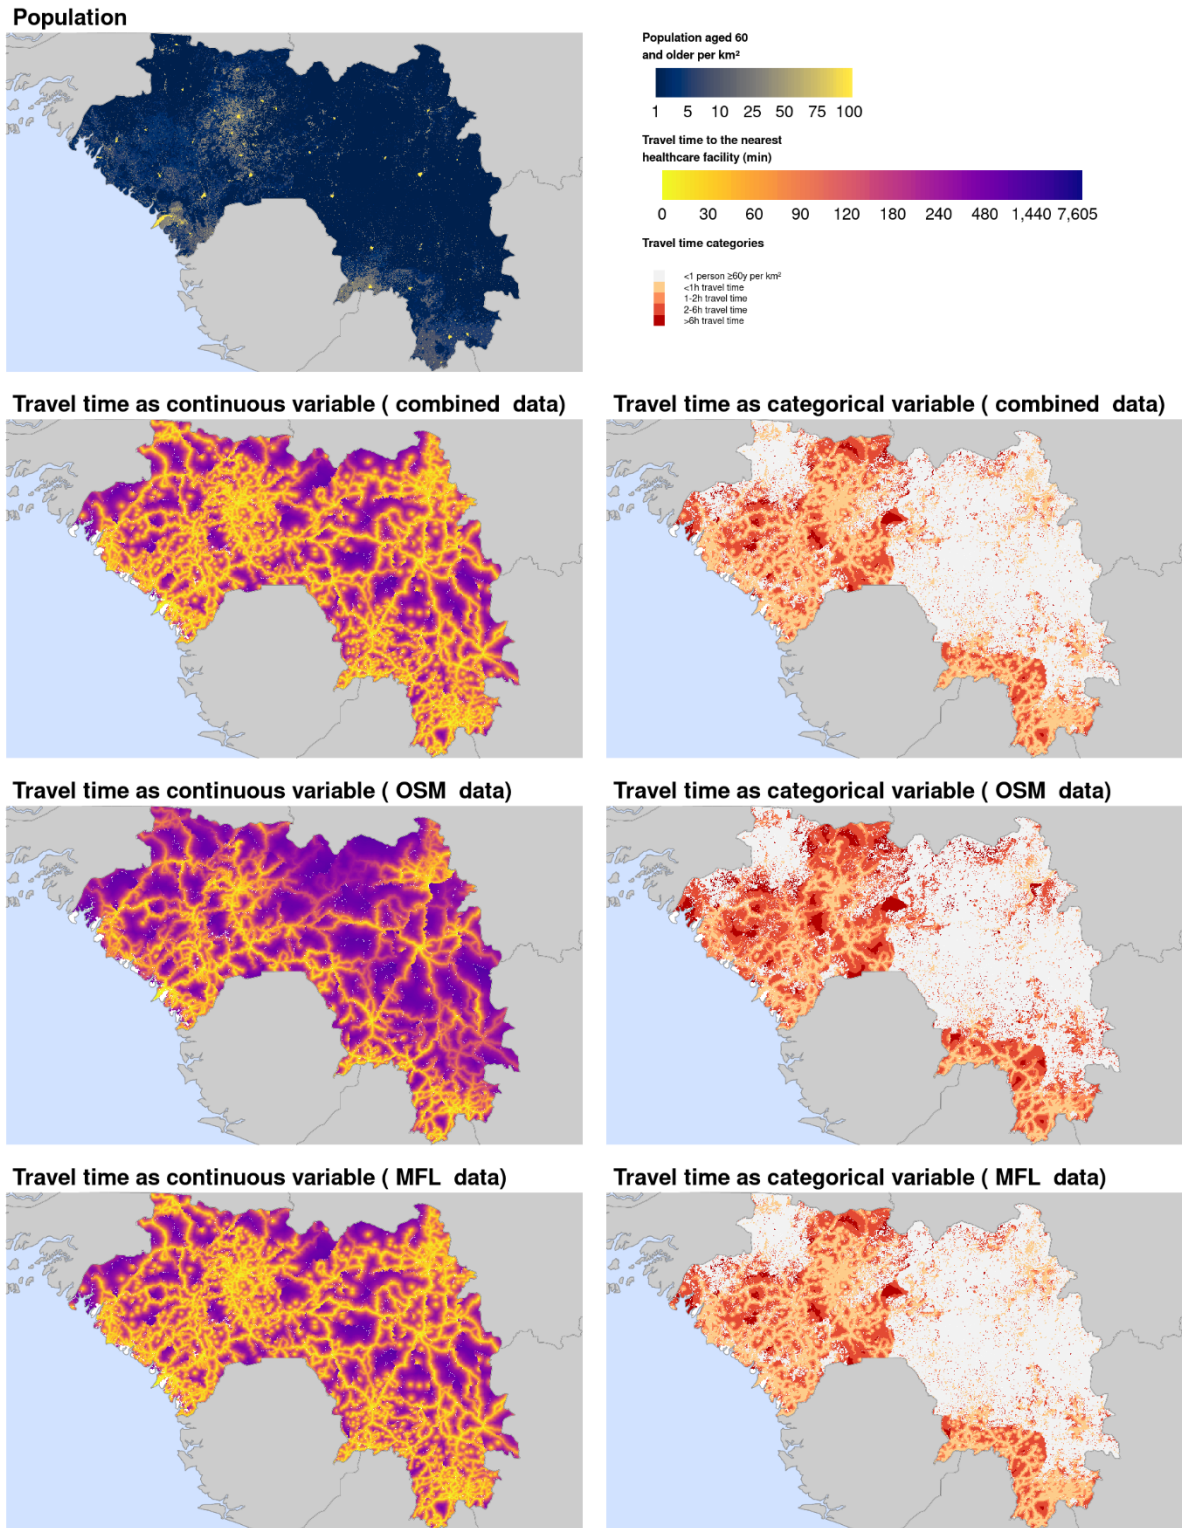 Population
Population aged 60
and older per km²
1 5 10 25 50 75 100
Travel time to the nearest
healthcare facility (min)
0 30 60 90 120 180 240 480 1,440 7,605
Travel time categories
<1 person ≥60y per km²
<1h travel time
1-2h travel time
2-6h travel time
>6h travel time
Travel time as continuous variable ( combined data)
Travel time as categorical variable ( combined data)
Travel time as continuous variable ( OSM data)
Travel time as categorical variable ( OSM data)
Travel time as continuous variable ( MFL data)
Travel time as categorical variable ( MFL data)